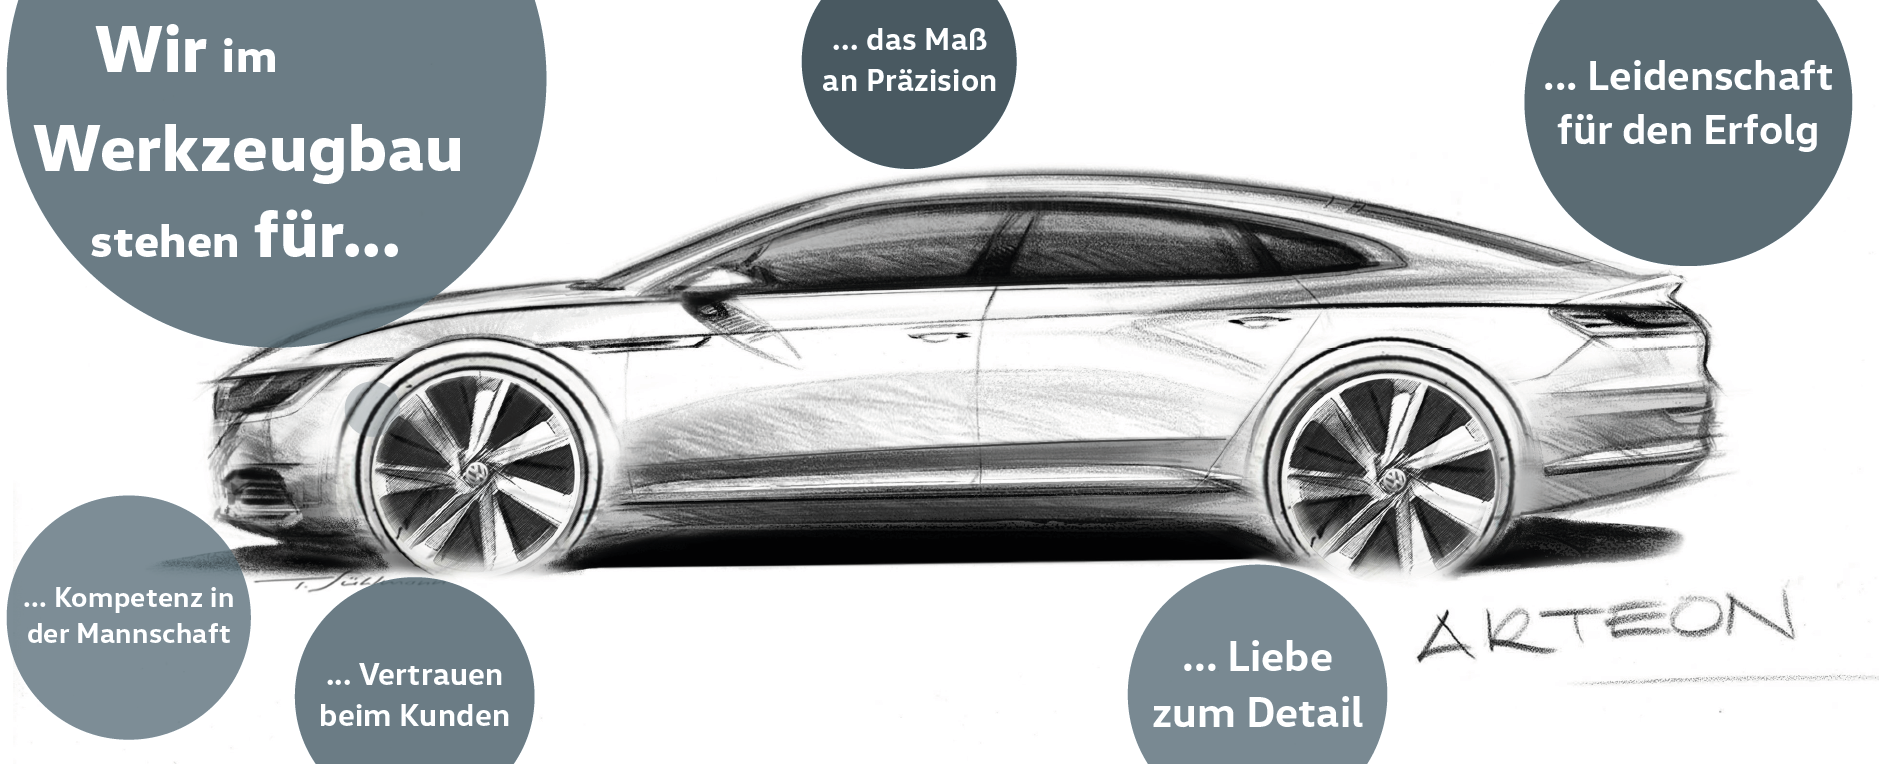 Wir im
Werkzeugbau
stehen für...
... das Maß
an Präzision
... Leidenschaft
für den Erfolg
... Kompetenz in
der Mannschaft
... Vertrauen
beim Kunden
... Liebe
zum Detail
ARTEON